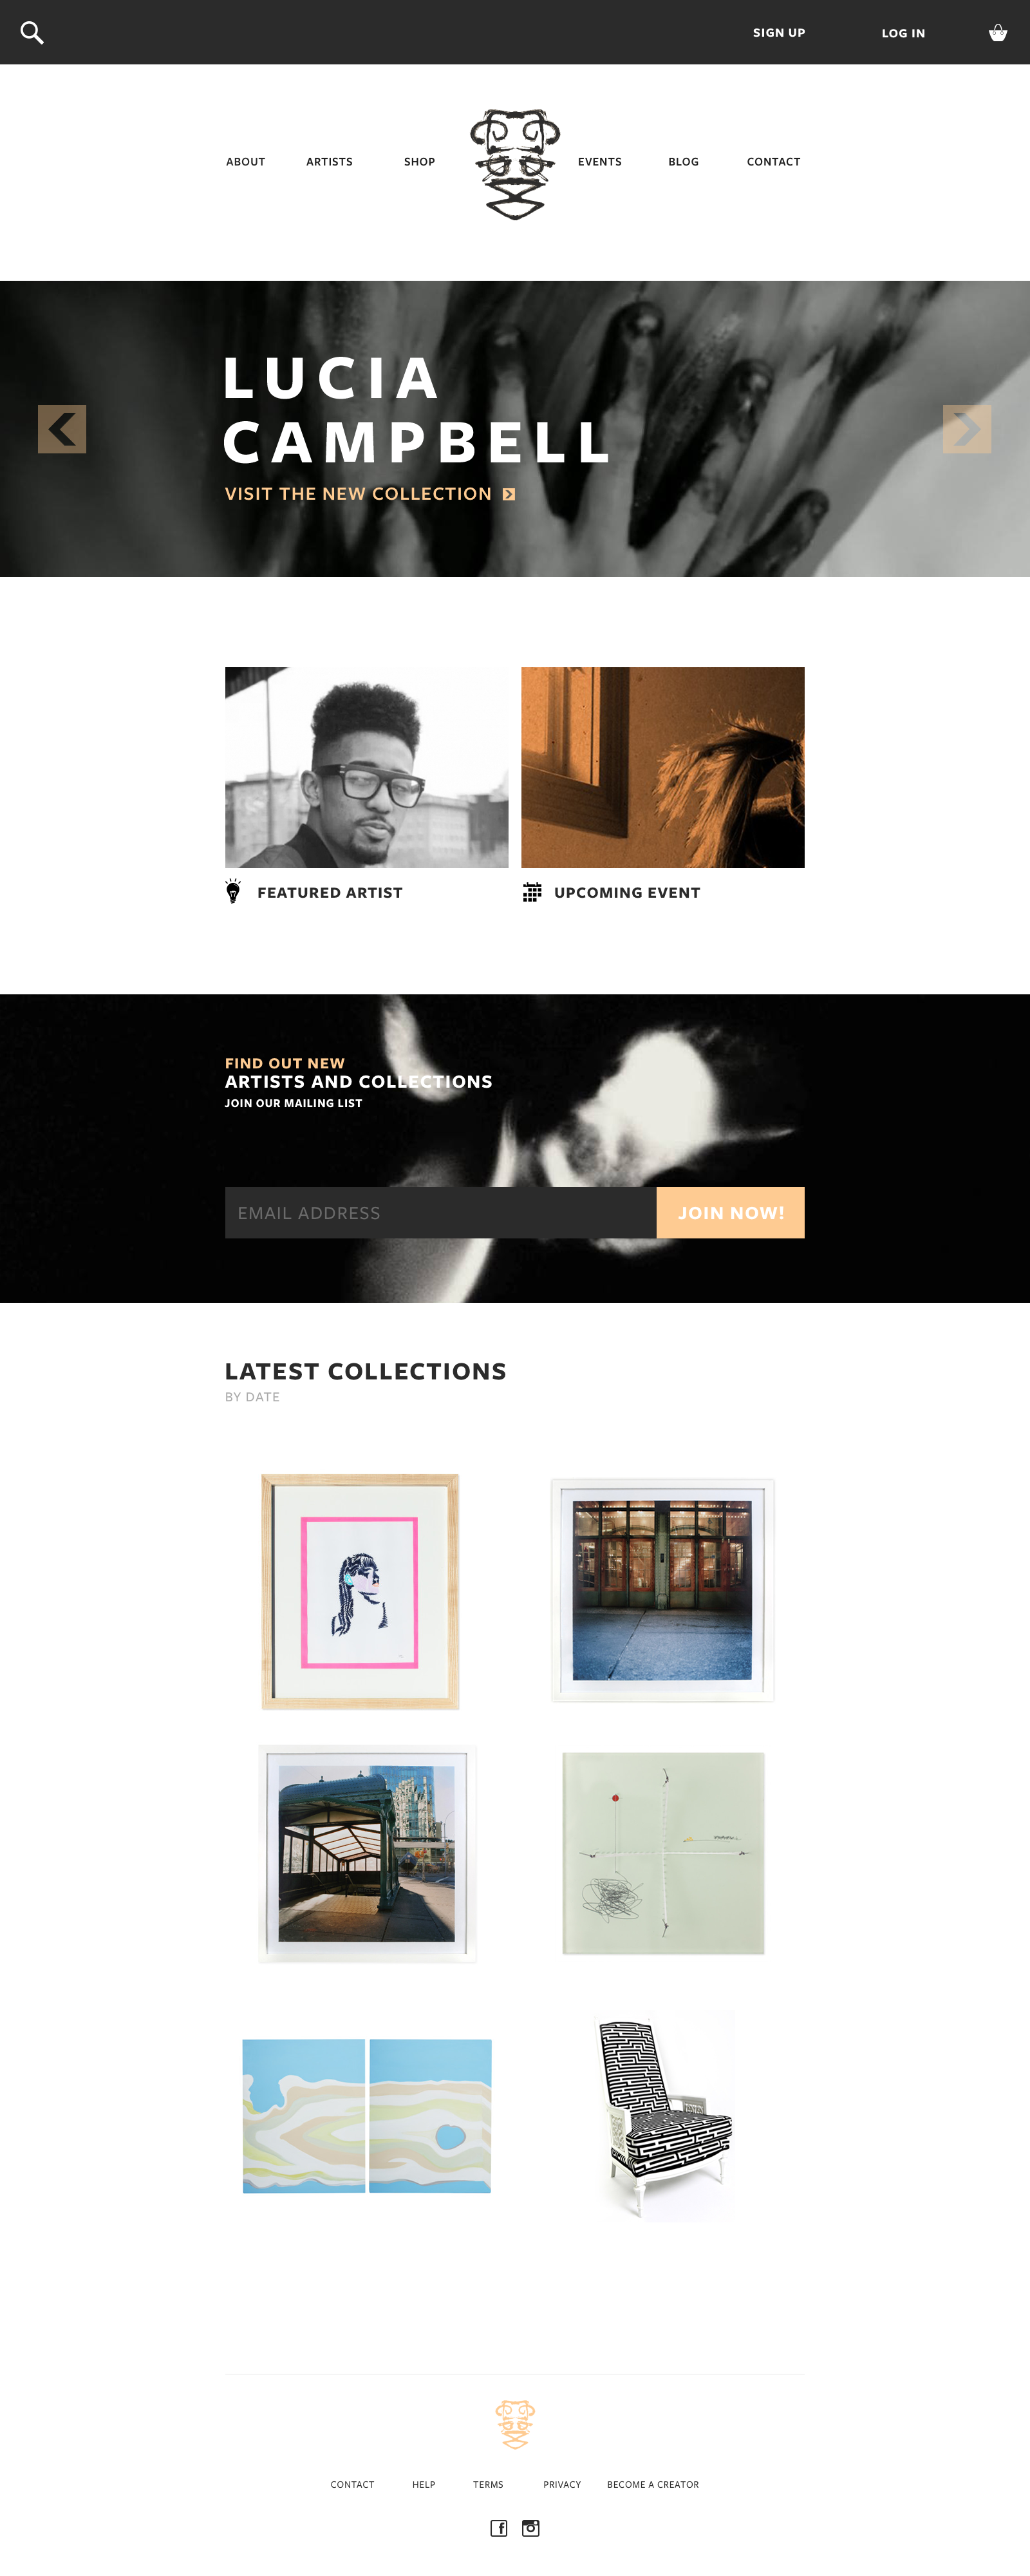 SIGN UP
LOG IN
ABOUT
ARTISTS
SHOP
EVENTS
BLOG
CONTACT
LUCIA
CAMPBELL
VISIT THE NEW COLLECTION
FEATURED ARTIST
UPCOMING EVENT
FIND OUT NEW
ARTISTS AND COLLECTIONS
JOIN OUR MAILING LIST
EMAIL ADDRESS
JOIN NOW!
LATEST COLLECTIONS
BY DATE
CONTACT
HELP
TERMS
PRIVACY
BECOME A CREATOR